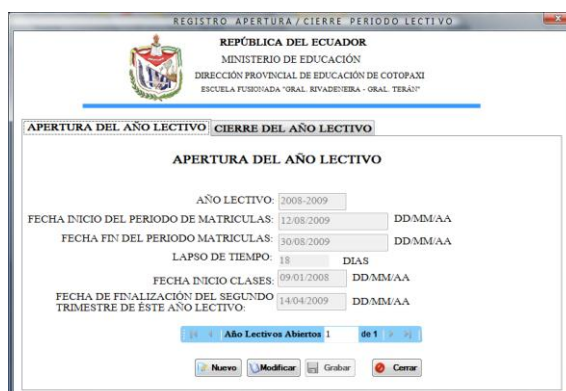 REGISTRO APERTURA / CIERRE PERIODO LECTIVO
REPÚBLICA DEL ECUADOR
MINISTERIO DE EDUCACIÓN
DIRECCIÓN PROVINCIAL DE EDUCACIÓN DE COTOPAXI
ESCUELA FUSIONADA "GRAL. RIVADENEIRA - GRAL. TERÁN"
APERTURA DEL AÑO LECTIVO CIERRE DEL AÑO LECTIVO
APERTURA DEL AÑO LECTIVO
AÑO LECTIVO: 2008-2009
FECHA INICIO DEL PERIODO DE MATRICULAS: 12/08/2009 DD/MM/AA
FECHA FIN DEL PERIODO MATRICULAS: 30/08/2009 DD/MM/AA
LAPSO DE TIEMPO: 18 DIAS
FECHA INICIO CLASES: 09/01/2008 DD/MM/AA
FECHA DE FINALIZACIÓN DEL SEGUNDO
TRIMESTRE DE ÉSTE AÑO LECTIVO: 14/04/2009 DD/MM/AA
Año Lectivos Abiertos 1 de 1
Nuevo Modificar Grabar Cerrar